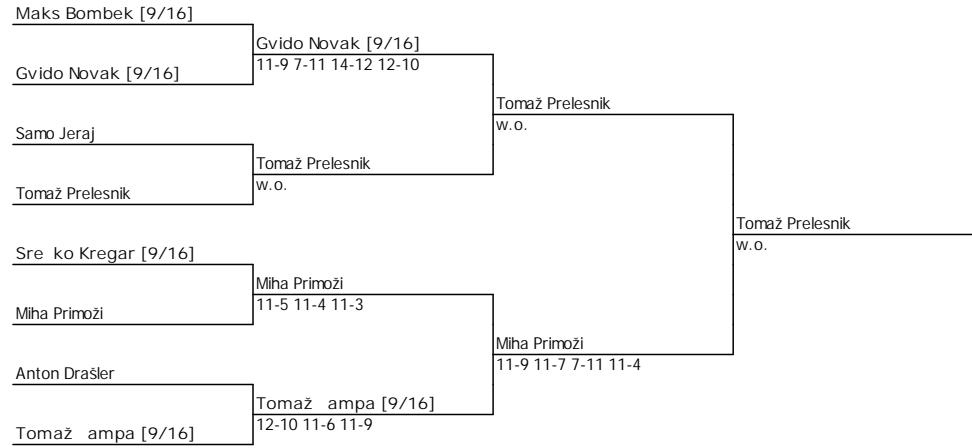 Maks Bombek [9/16]
Gvido Novak [9/16]
11-9 7-11 14-12 12-10
Gvido Novak [9/16]
Tomaž Prelesnik
w.o.
Samo Jeraj
Tomaž Prelesnik
w.o.
Tomaž Prelesnik
Tomaž Prelesnik
w.o.
Sre ko Kregar [9/16]
Miha Primoži
11-5 11-4 11-3
Miha Primoži
Miha Primoži
11-9 11-7 7-11 11-4
Anton Drašler
Tomaž ampa [9/16]
12-10 11-6 11-9
Tomaž ampa [9/16]